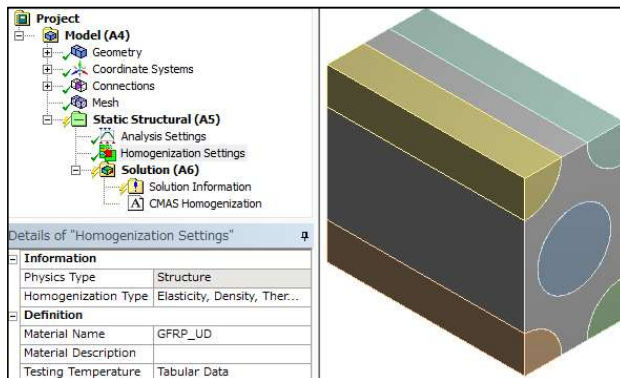 Project
Model (A4)
Geometry
Coordinate Systems
Connections
Mesh
Static Structural (A5)
Analysis Settings
Homogenization Settings
Solution (A6)
Solution Information
A CMAS Homogenization
Details of "Homogenization Settings"
Information
Physics Type Structure
Homogenization Type Elasticity, Density, Ther...
Definition
Material Name GFRP_UD
Material Description
Testing Temperature Tabular Data